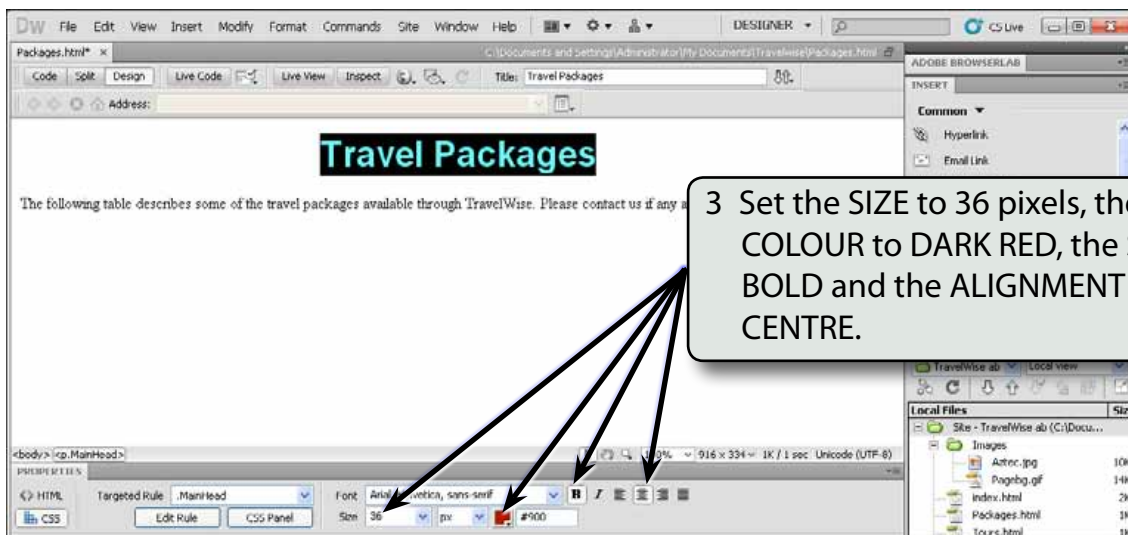 DW File Edit View Insert Modify Format Commands Site Window Help DESIGNER CS Live
Packages.html* × C:\Documents and Settings\Administrator\My Documents\Travelwise\Packages.html
Code Split Design Live Code Live View Inspect Title: Travel Packages
Address:
ADOBE BROWSERLAB
INSERT
Common
Hyperlink
Email Link
Travel Packages
The following table describes some of the travel packages available through TravelWise. Please contact us if any
3 Set the SIZE to 36 pixels, the
COLOUR to DARK RED, the
BOLD and the ALIGNMENT
CENTRE.
TravelWise ab Local view
Local Files Siz
Site - TravelWise ab (C:\Docu...
Images
Aztec.jpg 10K
Pagebg.gif 14K
index.html 2K
Packages.html 1K
Tours.html 1K
<body> <p.MainHead> 916 x 334 1K / 1 sec Unicode (UTF-8)
PROPERTIES
<> HTML Targeted Rule .MainHead Font Arial, Helvetica, sans-serif B I
CSS Edit Rule CSS Panel Size 36 px #900